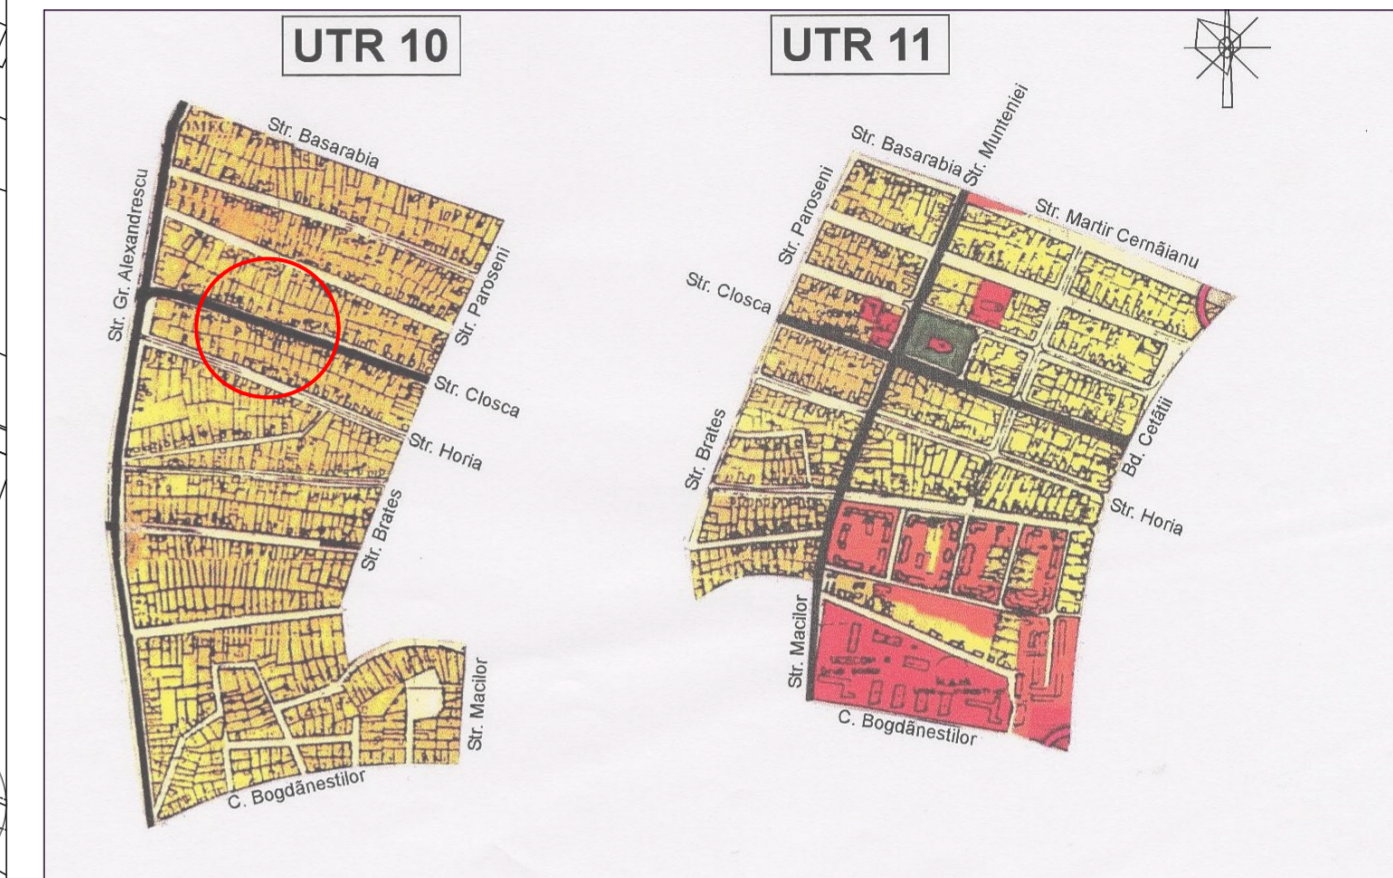 UTR 10
Str. Basarabia
Str. Gr. Alexandrescu
Str. Paroseni
Str. Closca
Str. Horia
Str. Brates
Str. Macilor
C. Bogdãnestilor
UTR 11
Str. Munteniei
Str. Basarabia
Str. Martir Cernãianu
Str. Paroseni
Str. Closca
Str. Brates
Bd. Cetãtii
Str. Horia
Str. Macilor
C. Bogdãnestilor